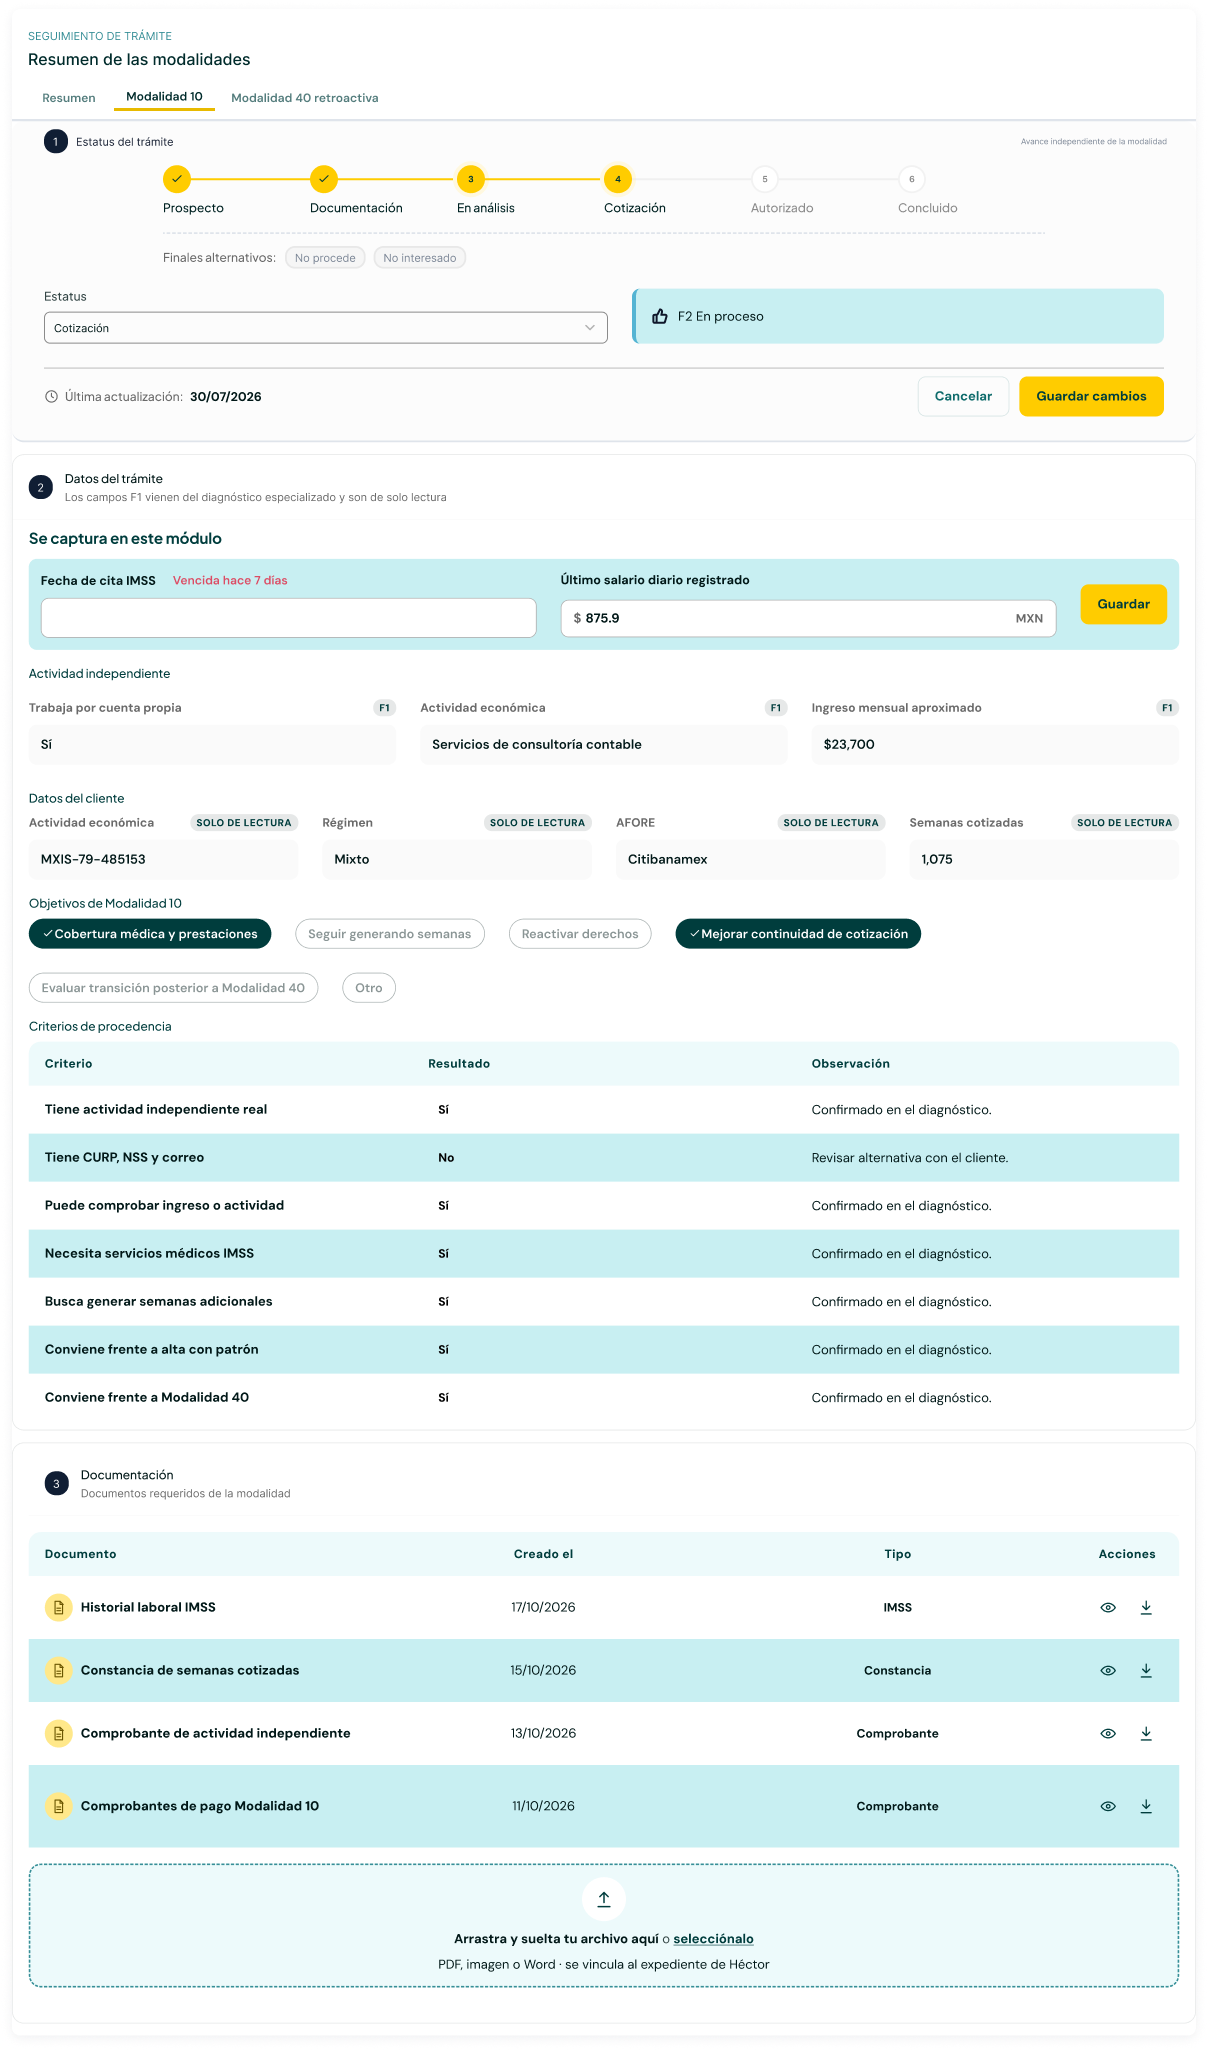 SEGUIMIENTO DE TRÁMITE
Resumen de las modalidades
Resumen Modalidad 10 Modalidad 40 retroactiva
1 Estatus del trámite Avance independiente de la modalidad
3 4 5 6
Prospecto Documentación En análisis Cotización Autorizado Concluido
Finales alternativos: No procede No interesado
Estatus
Cotización
F2 En proceso
Última actualización: 30/07/2026 Cancelar Guardar cambios
2 Datos del trámite
Los campos F1 vienen del diagnóstico especializado y son de solo lectura
Se captura en este módulo
Fecha de cita IMSS Vencida hace 7 días Último salario diario registrado
$ 875.9 MXN Guardar
Actividad independiente
Trabaja por cuenta propia F1 Actividad económica F1 Ingreso mensual aproximado F1
Sí Servicios de consultoría contable $23,700
Datos del cliente
Actividad económica SOLO DE LECTURA Régimen SOLO DE LECTURA AFORE SOLO DE LECTURA Semanas cotizadas SOLO DE LECTURA
MXIS-79-485153 Mixto Citibanamex 1,075
Objetivos de Modalidad 10
Cobertura médica y prestaciones Seguir generando semanas Reactivar derechos Mejorar continuidad de cotización
Evaluar transición posterior a Modalidad 40 Otro
Criterios de procedencia
Criterio Resultado Observación
Tiene actividad independiente real Sí Confirmado en el diagnóstico.
Tiene CURP, NSS y correo No Revisar alternativa con el cliente.
Puede comprobar ingreso o actividad Sí Confirmado en el diagnóstico.
Necesita servicios médicos IMSS Sí Confirmado en el diagnóstico.
Busca generar semanas adicionales Sí Confirmado en el diagnóstico.
Conviene frente a alta con patrón Sí Confirmado en el diagnóstico.
Conviene frente a Modalidad 40 Sí Confirmado en el diagnóstico.
3 Documentación
Documentos requeridos de la modalidad
Documento Creado el Tipo Acciones
Historial laboral IMSS 17/10/2026 IMSS
Constancia de semanas cotizadas 15/10/2026 Constancia
Comprobante de actividad independiente 13/10/2026 Comprobante
Comprobantes de pago Modalidad 10 11/10/2026 Comprobante
Arrastra y suelta tu archivo aquí o selecciónalo
PDF, imagen o Word · se vincula al expediente de Héctor